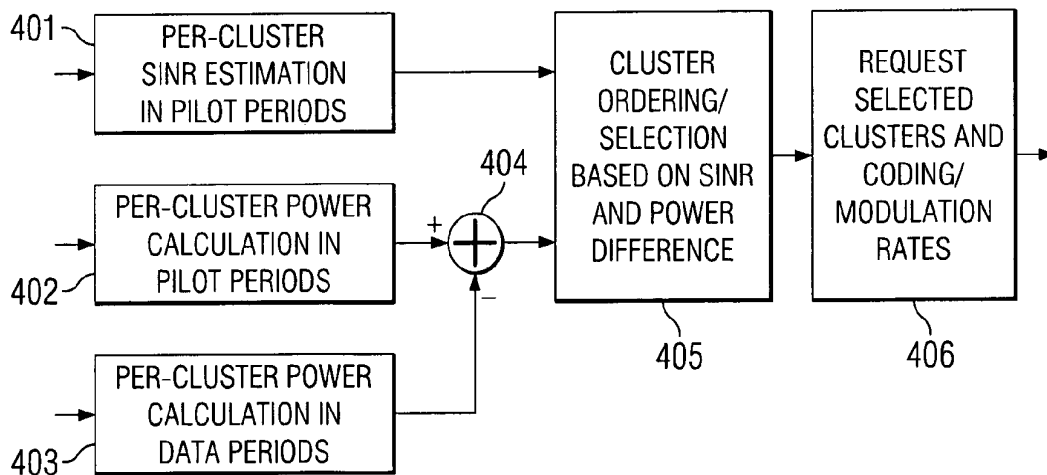 401
PER-CLUSTER
SINR ESTIMATION
IN PILOT PERIODS
402
PER-CLUSTER POWER
CALCULATION IN
PILOT PERIODS
403
PER-CLUSTER POWER
CALCULATION IN
DATA PERIODS
404
+
−
CLUSTER
ORDERING/
SELECTION
BASED ON SINR
AND POWER
DIFFERENCE
405
REQUEST
SELECTED
CLUSTERS AND
CODING/
MODULATION
RATES
406